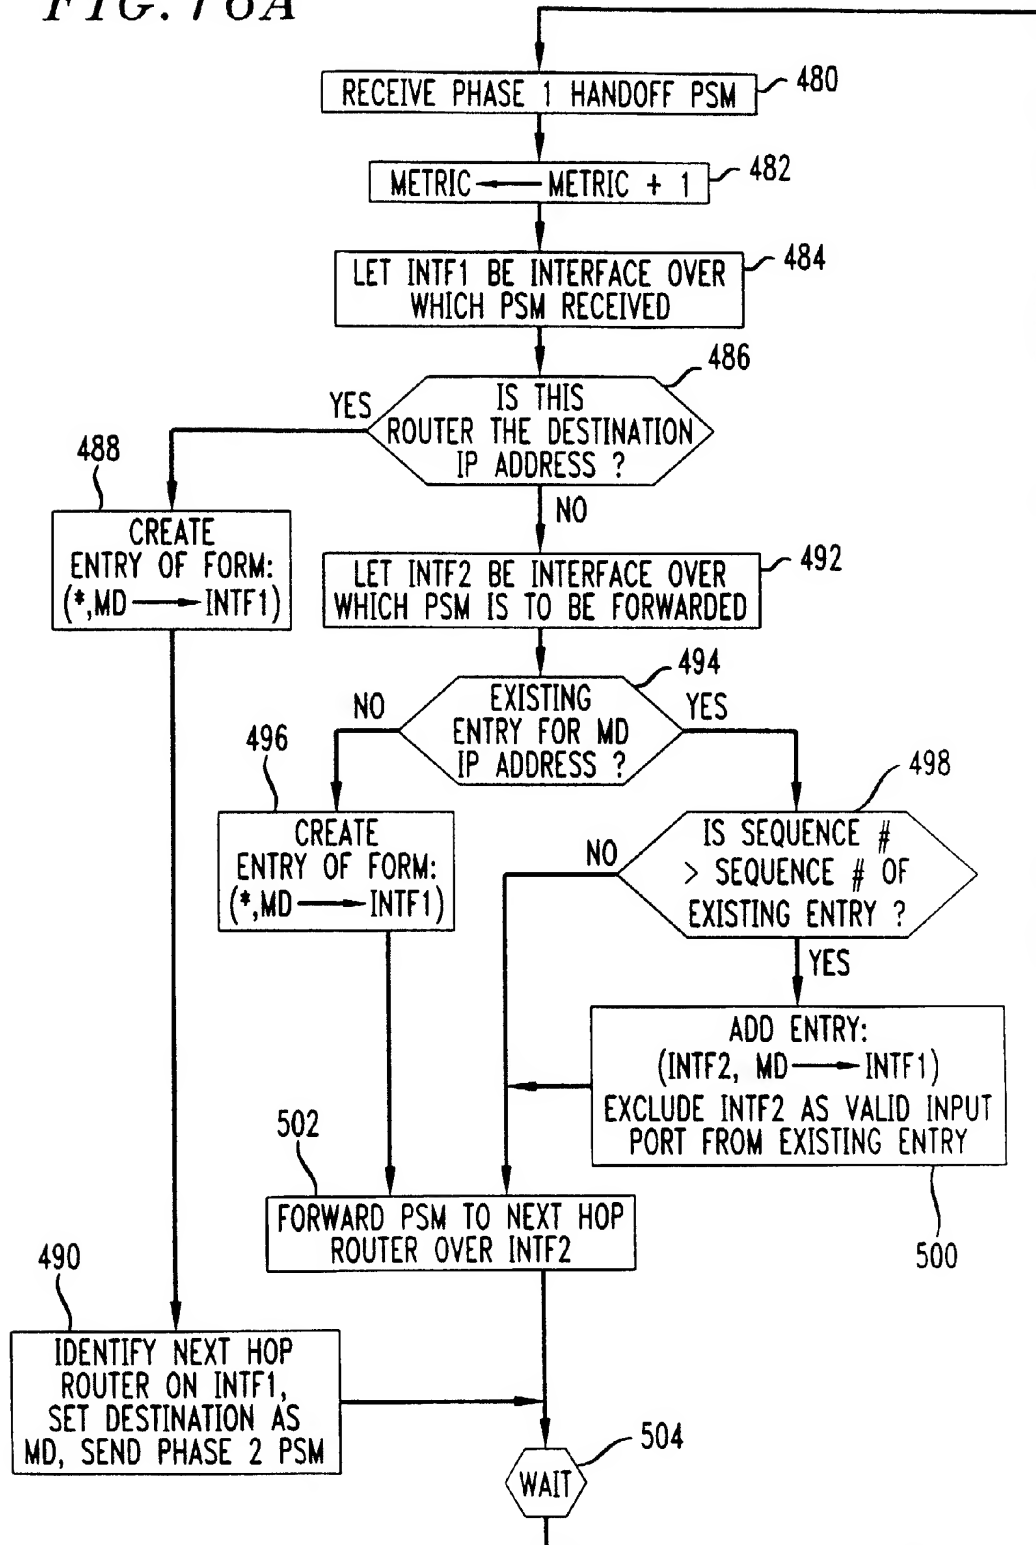 FIG. 16A
RECEIVE PHASE 1 HANDOFF PSM
480
METRIC ← METRIC + 1
482
LET INTF1 BE INTERFACE OVER
WHICH PSM RECEIVED
484
IS THIS
ROUTER THE DESTINATION
IP ADDRESS ?
486
YES
NO
488
CREATE
ENTRY OF FORM:
(*,MD → INTF1)
LET INTF2 BE INTERFACE OVER
WHICH PSM IS TO BE FORWARDED
492
EXISTING
ENTRY FOR MD
IP ADDRESS ?
494
NO
YES
496
CREATE
ENTRY OF FORM:
(*,MD → INTF1)
498
IS SEQUENCE #
> SEQUENCE # OF
EXISTING ENTRY ?
NO
YES
ADD ENTRY:
(INTF2, MD → INTF1)
EXCLUDE INTF2 AS VALID INPUT
PORT FROM EXISTING ENTRY
500
502
FORWARD PSM TO NEXT HOP
ROUTER OVER INTF2
490
IDENTIFY NEXT HOP
ROUTER ON INTF1,
SET DESTINATION AS
MD, SEND PHASE 2 PSM
504
WAIT